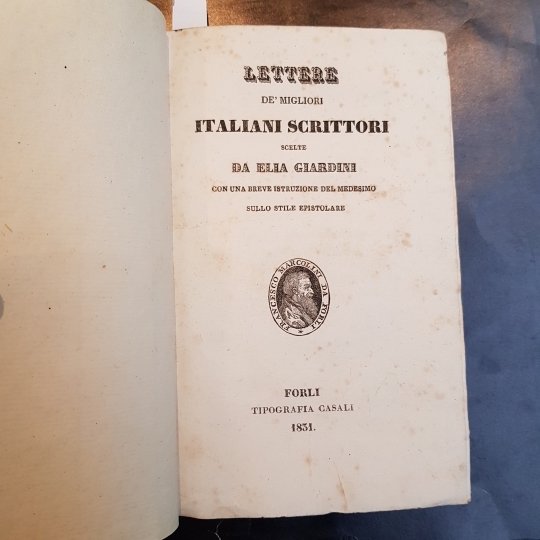 LETTERE
DE' MIGLIORI
ITALIANI SCRITTORI
SCELTE
DA ELIA GIARDINI
CON UNA BREVE ISTRUZIONE DEL MEDESIMO
SULLO STILE EPISTOLARE
FRANCESCO MARCOLINI DA FORLI
FORLI
TIPOGRAFIA CASALI
1831.